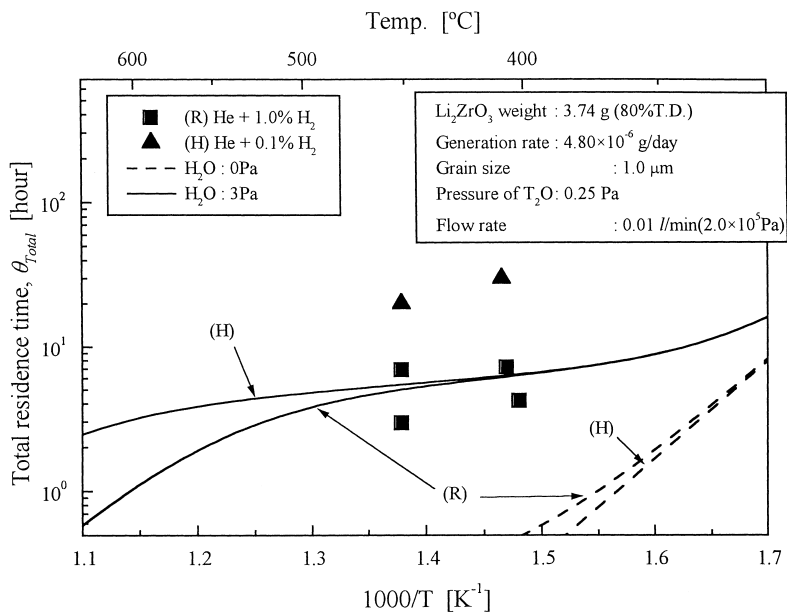 Temp. [ºC]
600 500 400
(R) He + 1.0% H₂
(H) He + 0.1% H₂
H₂O : 0Pa
H₂O : 3Pa
Li₂ZrO₃ weight : 3.74 g (80%T.D.)
Generation rate : 4.80×10⁻⁶ g/day
Grain size : 1.0 μm
Pressure of T₂O : 0.25 Pa
Flow rate : 0.01 l/min(2.0×10⁵Pa)
Total residence time, θ_Total [hour]
10²
10¹
10⁰
(H)
(H)
(R)
1.1 1.2 1.3 1.4 1.5 1.6 1.7
1000/T [K⁻¹]